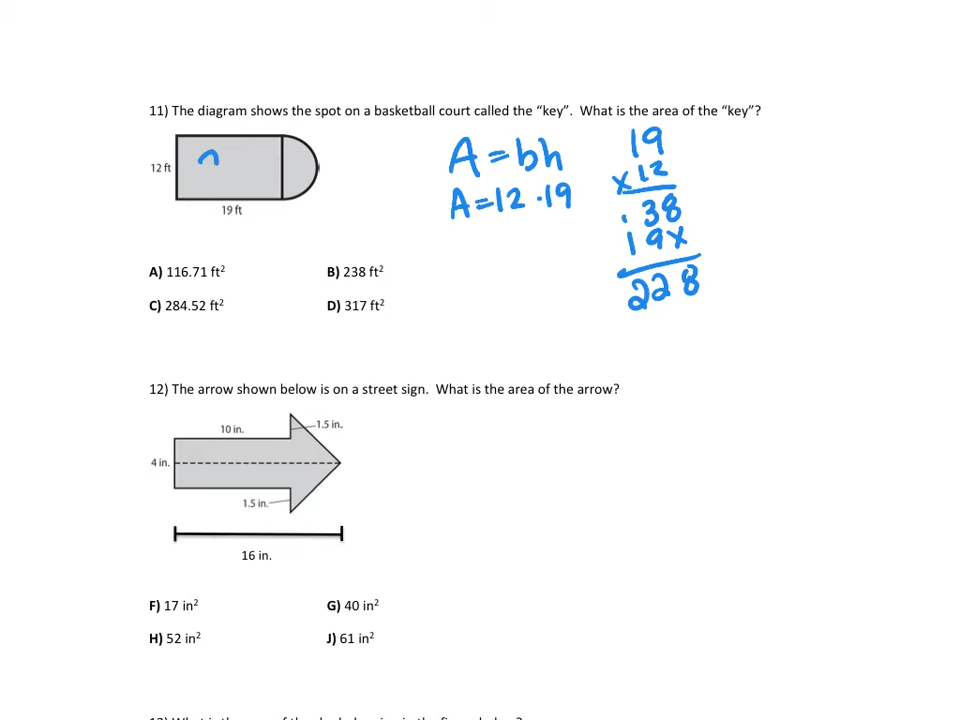 11) The diagram shows the spot on a basketball court called the “key”. What is the area of the “key”?
12 ft
19 ft
A = bh
A = 12 · 19
19
x 12
38
19x
228
A) 116.71 ft² B) 238 ft²
C) 284.52 ft² D) 317 ft²
12) The arrow shown below is on a street sign. What is the area of the arrow?
10 in.
1.5 in.
4 in.
1.5 in.
16 in.
F) 17 in² G) 40 in²
H) 52 in² J) 61 in²